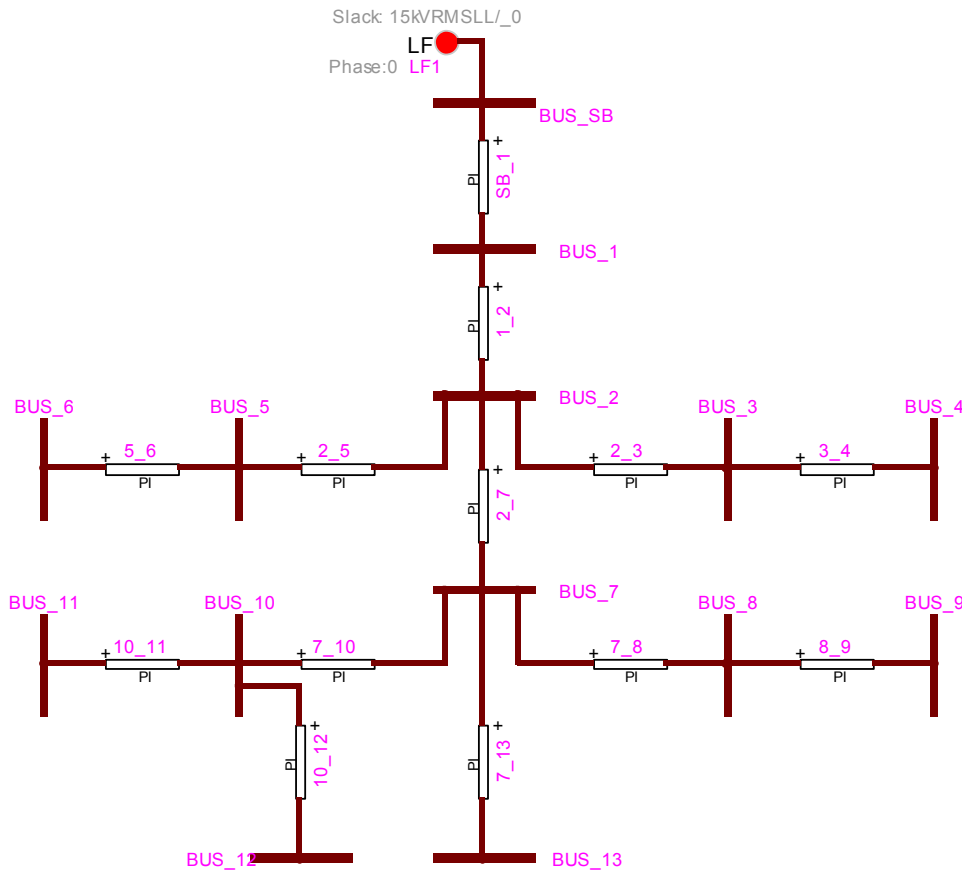 Slack: 15kVRMSLL/_0
LF
Phase:0 LF1
BUS_SB
+
PI
SB_1
BUS_1
+
PI
1_2
BUS_6
BUS_5
BUS_2
BUS_3
BUS_4
+ 5_6
PI
+ 2_5
PI
+ 2_3
PI
+ 3_4
PI
+
PI
2_7
BUS_11
BUS_10
BUS_7
BUS_8
BUS_9
+ 10_11
PI
+ 7_10
PI
+ 7_8
PI
+ 8_9
PI
+
PI
10_12
+
PI
7_13
BUS_12
BUS_13